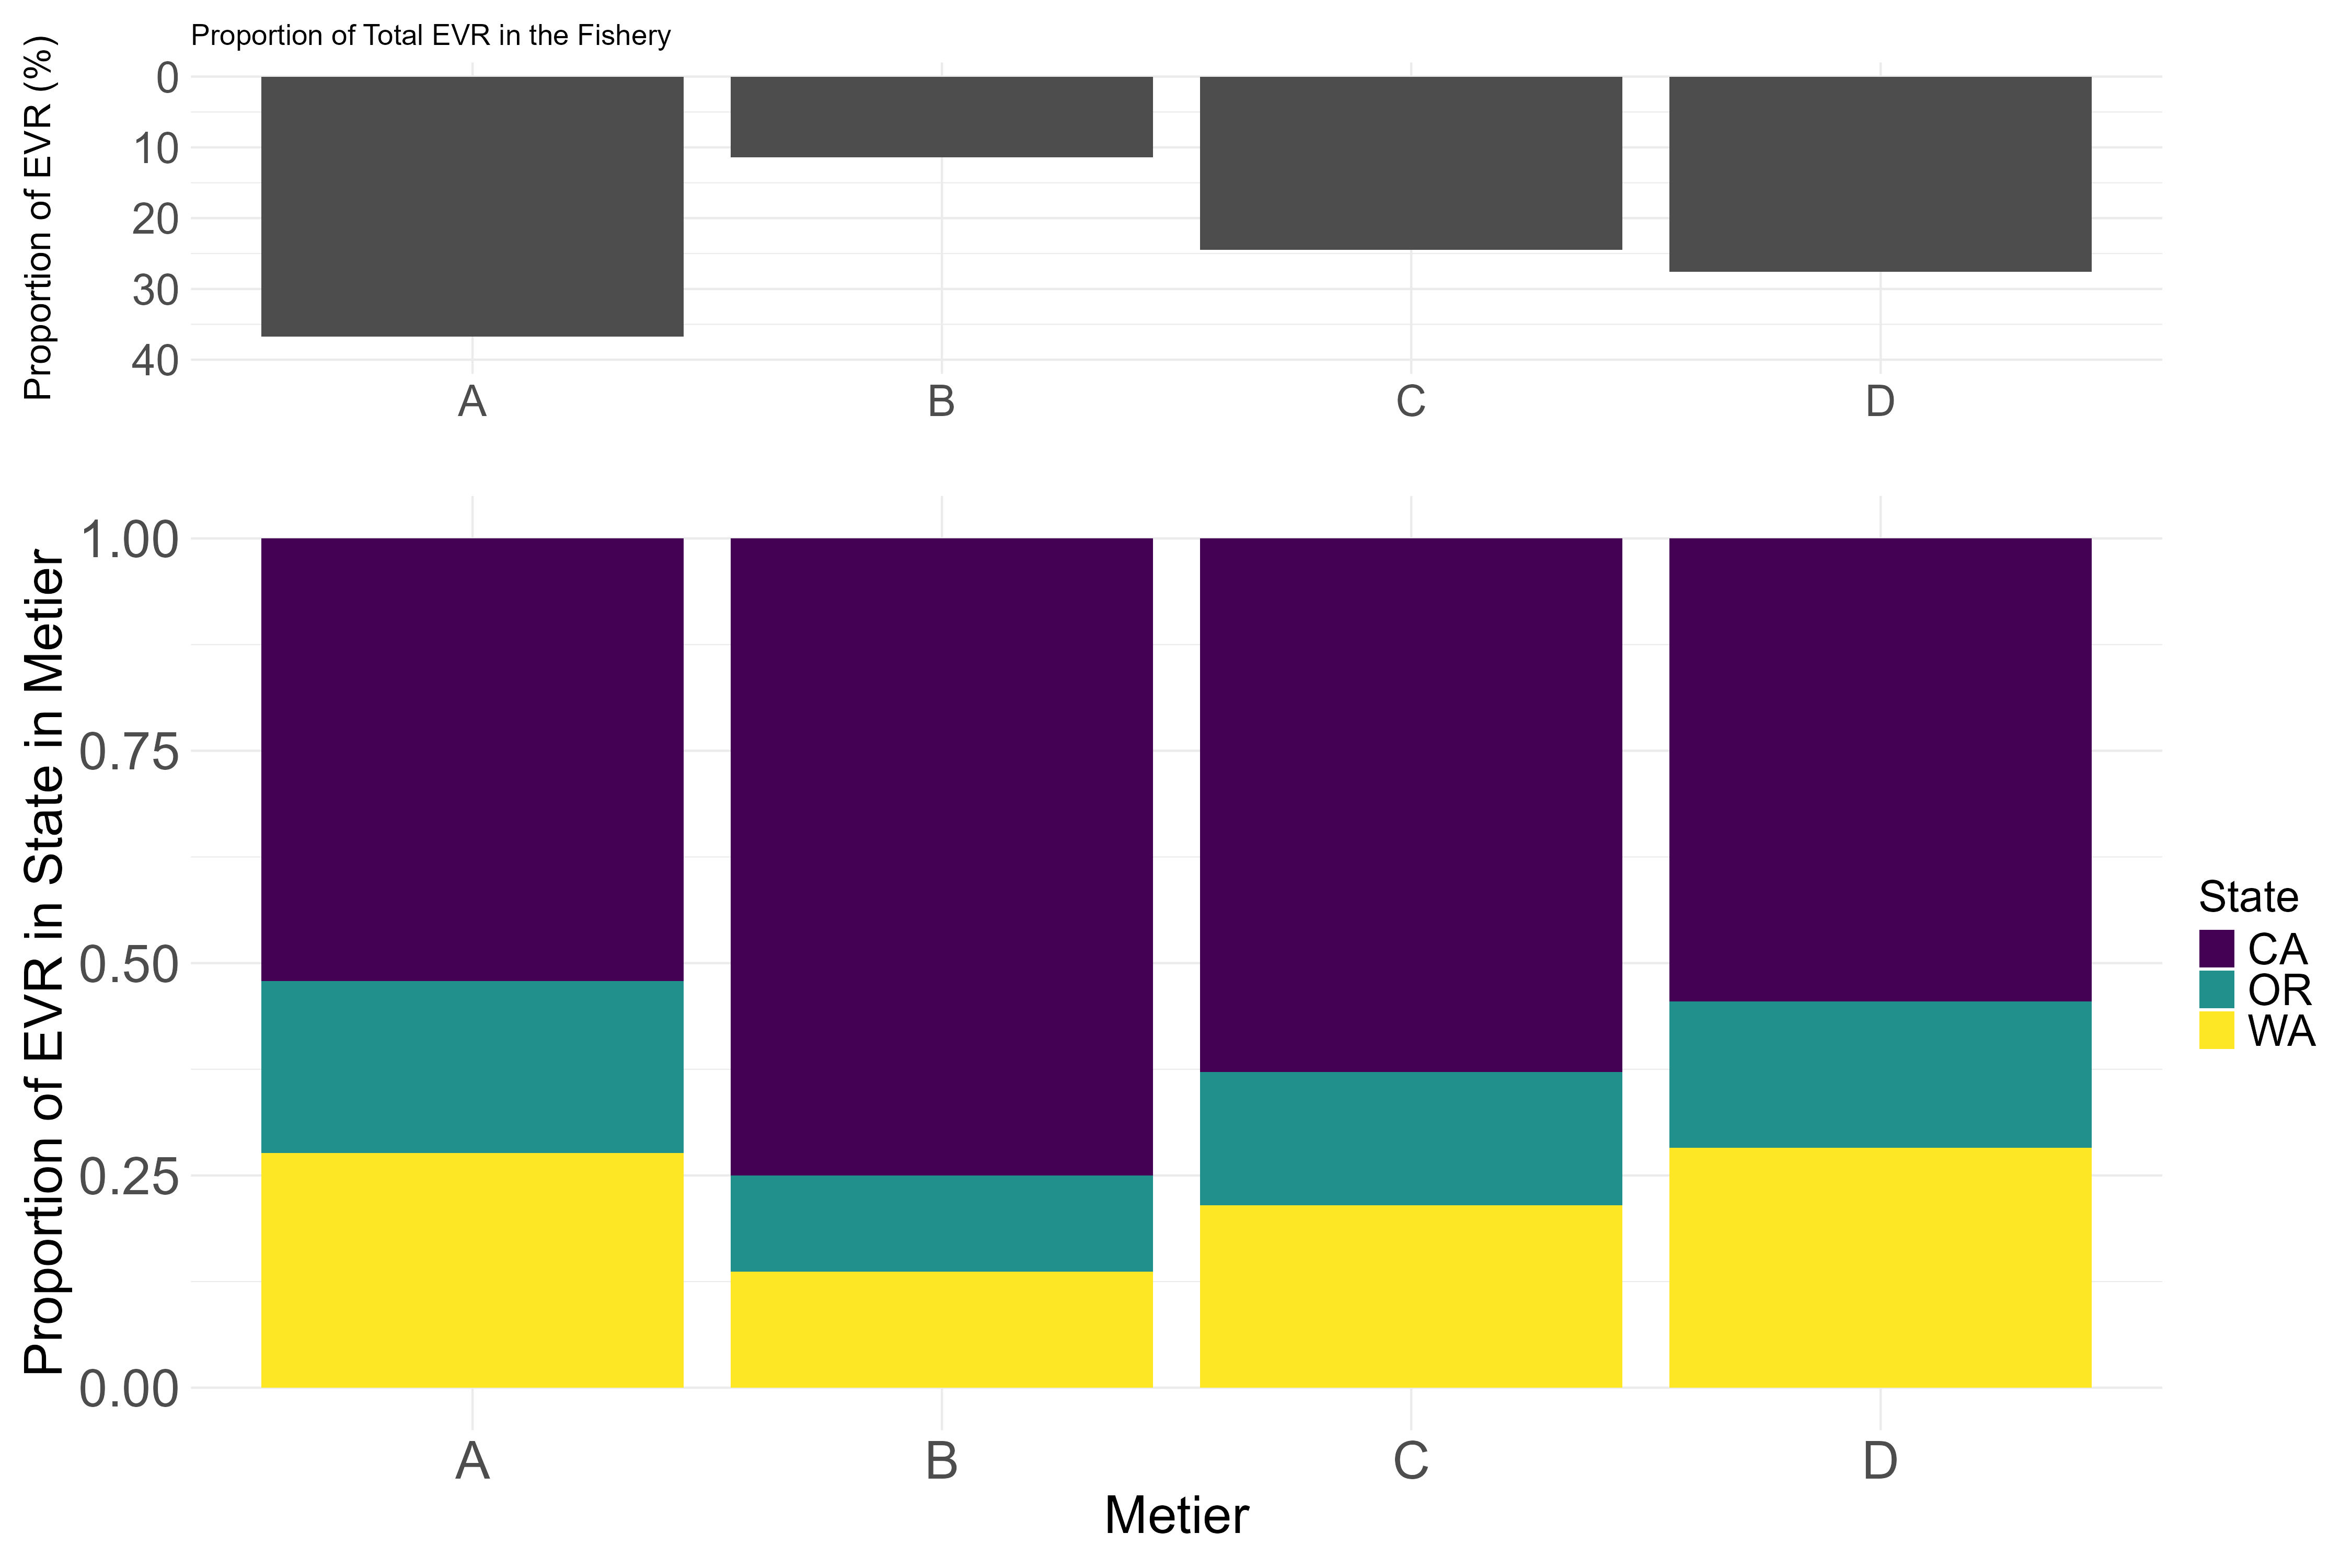 Proportion of Total EVR in the Fishery
Proportion of EVR (%)
0
10
20
30
40
A
B
C
D
Proportion of EVR in State in Metier
1.00
0.75
0.50
0.25
0.00
A
B
C
D
Metier
State
CA
OR
WA